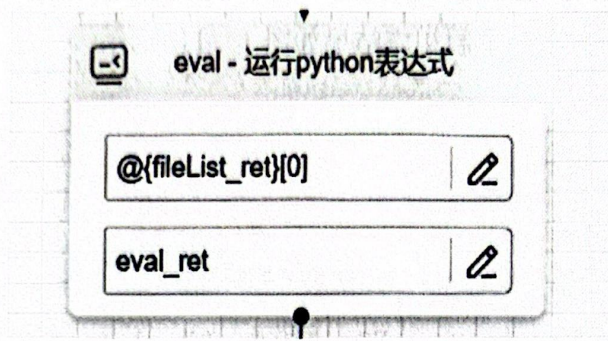 eval - 运行python表达式
@{fileList_ret}[0]
eval_ret